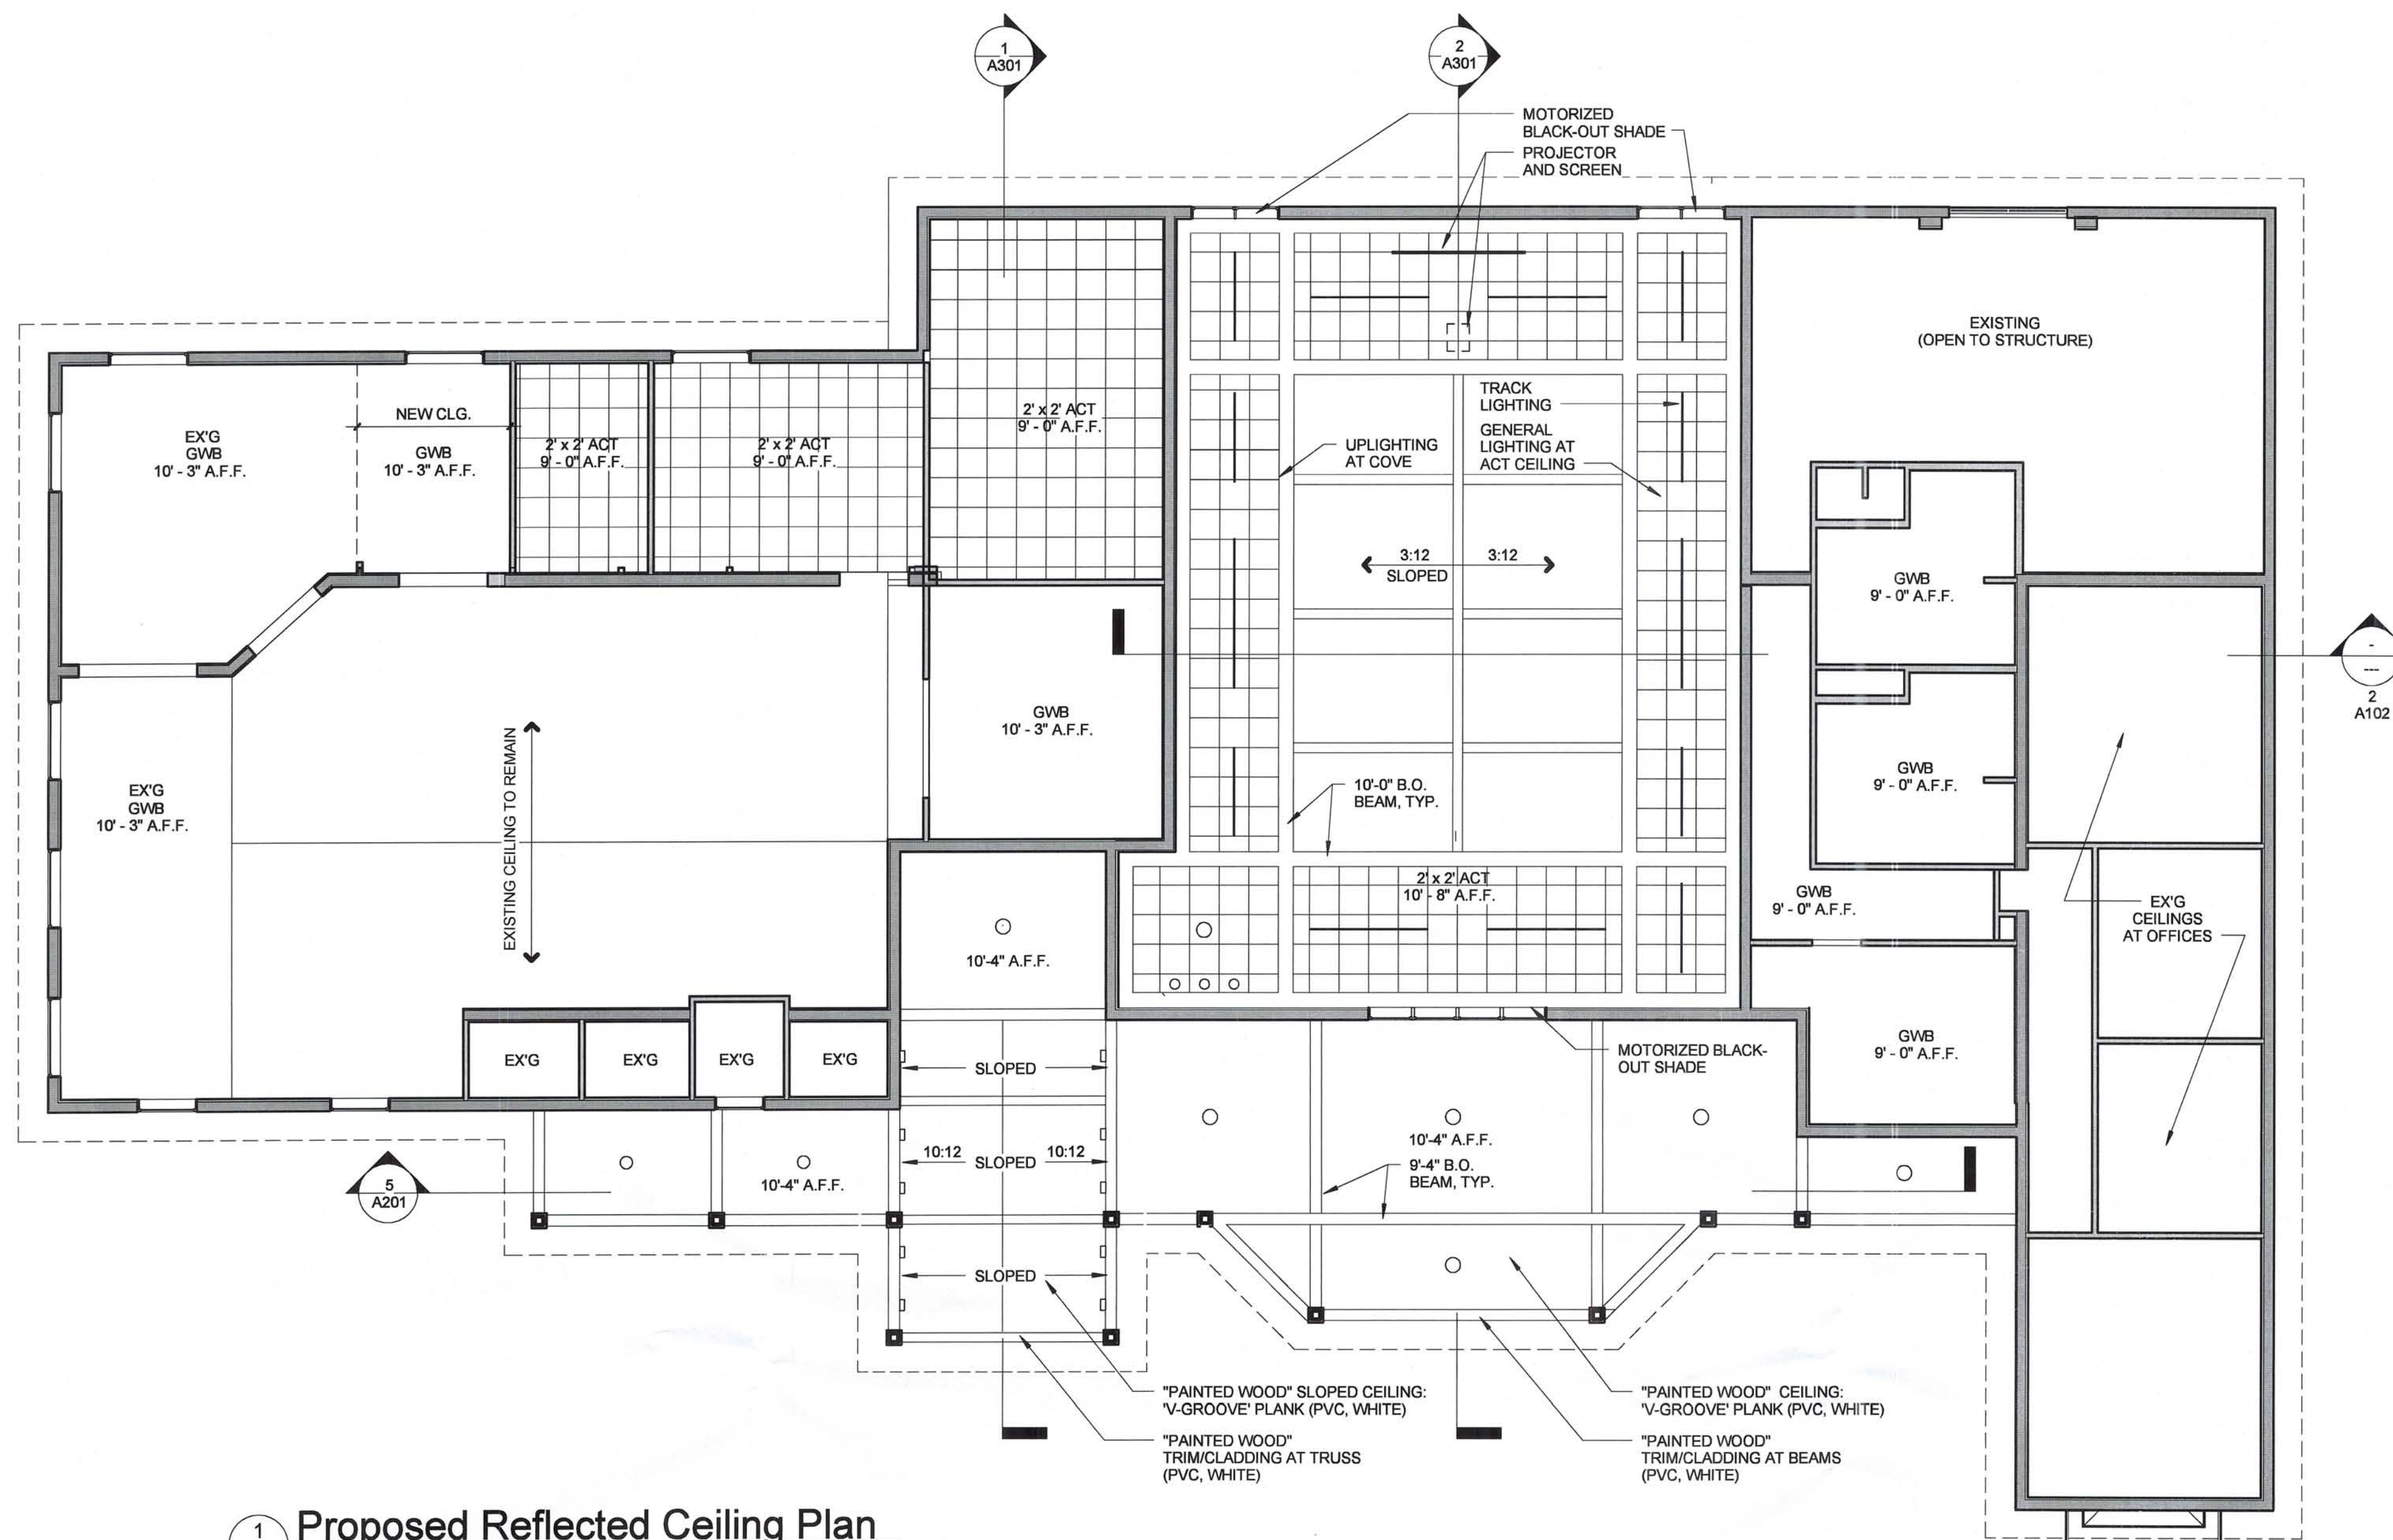 1
A301
2
A301
MOTORIZED
BLACK-OUT SHADE
PROJECTOR
AND SCREEN
EXISTING
(OPEN TO STRUCTURE)
EX'G
GWB
10' - 3" A.F.F.
NEW CLG.
GWB
10' - 3" A.F.F.
2' x 2' ACT
9' - 0" A.F.F.
2' x 2' ACT
9' - 0" A.F.F.
2' x 2' ACT
9' - 0" A.F.F.
UPLIGHTING
AT COVE
TRACK
LIGHTING
GENERAL
LIGHTING AT
ACT CEILING
3:12
3:12
SLOPED
GWB
9' - 0" A.F.F.
-
---
2
A102
GWB
10' - 3" A.F.F.
EXISTING CEILING TO REMAIN
EX'G
GWB
10' - 3" A.F.F.
10'-0" B.O.
BEAM, TYP.
GWB
9' - 0" A.F.F.
2' x 2' ACT
10' - 8" A.F.F.
GWB
9' - 0" A.F.F.
EX'G
CEILINGS
AT OFFICES
10'-4" A.F.F.
EX'G
EX'G
EX'G
EX'G
SLOPED
MOTORIZED BLACK-
OUT SHADE
GWB
9' - 0" A.F.F.
10'-4" A.F.F.
10:12
SLOPED
10:12
10'-4" A.F.F.
9'-4" B.O.
BEAM, TYP.
5
A201
SLOPED
"PAINTED WOOD" SLOPED CEILING:
'V-GROOVE' PLANK (PVC, WHITE)
"PAINTED WOOD"
TRIM/CLADDING AT TRUSS
(PVC, WHITE)
"PAINTED WOOD" CEILING:
'V-GROOVE' PLANK (PVC, WHITE)
"PAINTED WOOD"
TRIM/CLADDING AT BEAMS
(PVC, WHITE)
1
Proposed Reflected Ceiling Plan